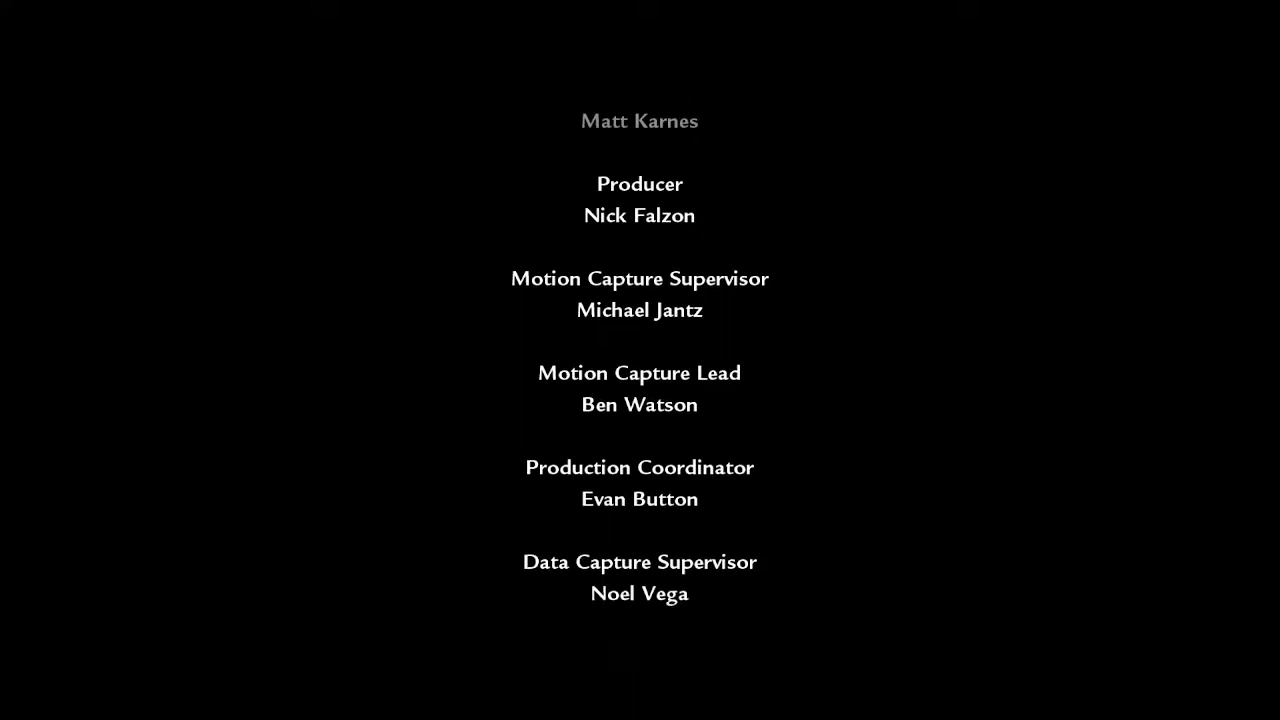 Matt Karnes
Producer
Nick Falzon
Motion Capture Supervisor
Michael Jantz
Motion Capture Lead
Ben Watson
Production Coordinator
Evan Button
Data Capture Supervisor
Noel Vega